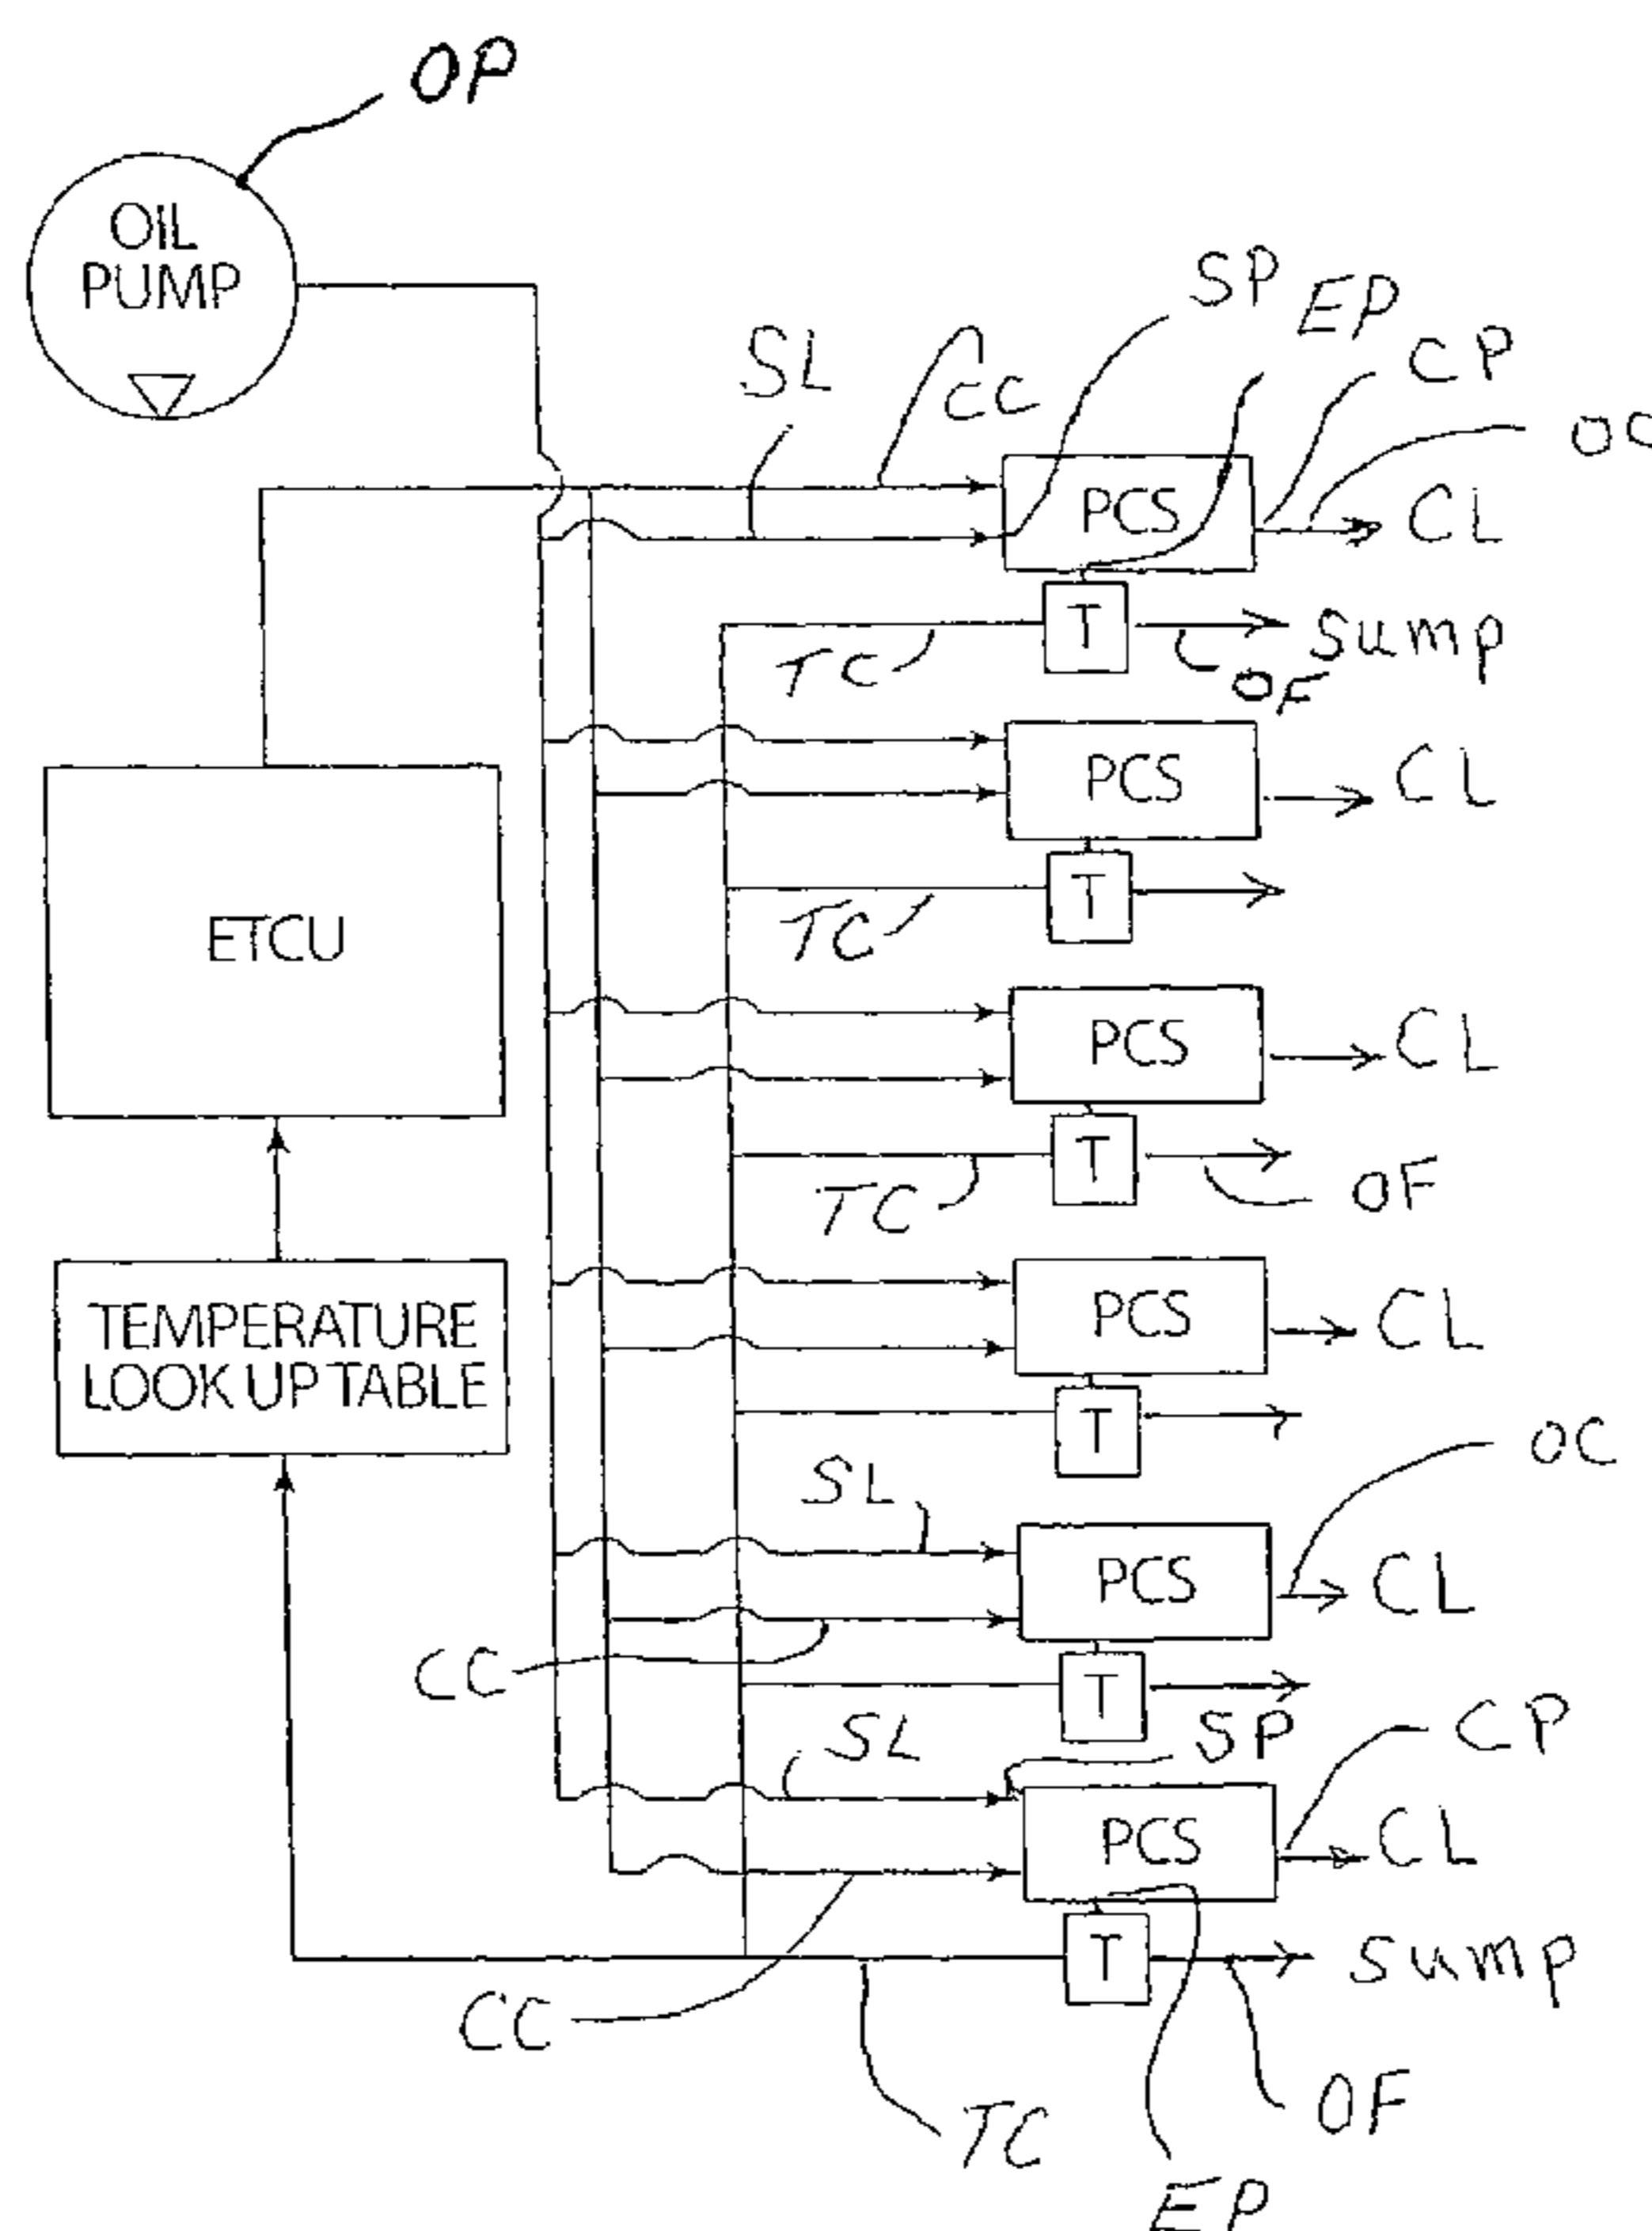 OP
OIL
PUMP
SP
EP
CP
SL
CC
OC
PCS
CL
T
Sump
TC
OF
PCS
CL
T
TC
ETCU
PCS
CL
T
TC
OF
TEMPERATURE
LOOK UP TABLE
PCS
CL
T
OC
SL
PCS
CL
CC
T
SL
SP
CP
PCS
CL
T
Sump
CC
TC
OF
EP